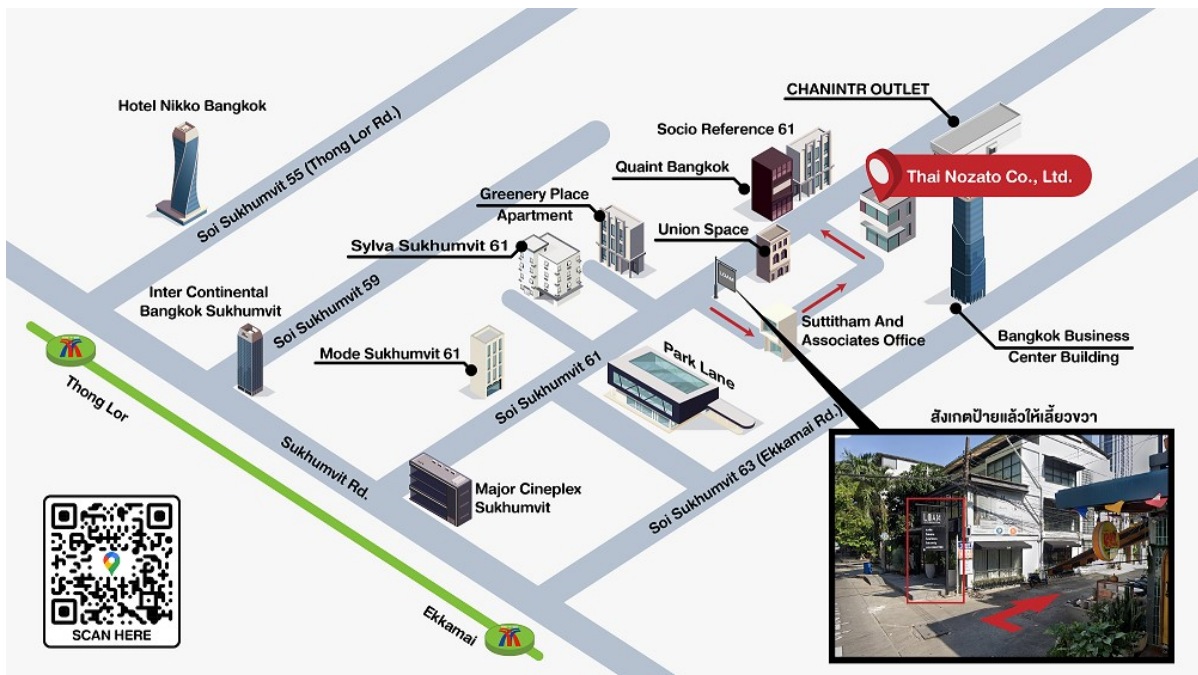 Hotel Nikko Bangkok
Soi Sukhumvit 55 (Thong Lor Rd.)
CHANINTR OUTLET
Socio Reference 61
Quaint Bangkok
Thai Nozato Co., Ltd.
Greenery Place
Apartment
Union Space
Sylva Sukhumvit 61
Inter Continental
Bangkok Sukhumvit
Soi Sukhumvit 59
Mode Sukhumvit 61
Soi Sukhumvit 61
Park Lane
Suttitham And
Associates Office
Bangkok Business
Center Building
Thong Lor
Sukhumvit Rd.
Major Cineplex
Sukhumvit
Soi Sukhumvit 63 (Ekkamai Rd.)
Ekkamai
สังเกตป้ายแล้วให้เลี้ยวขวา
SCAN HERE